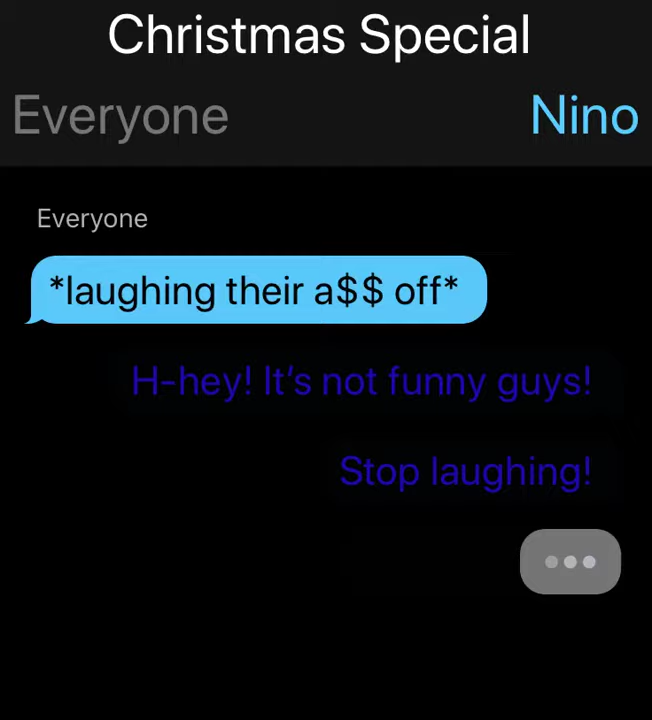 Christmas Special
Everyone
Nino
Everyone
*laughing their a$$ off*
H-hey! It‘s not funny guys!
Stop laughing!